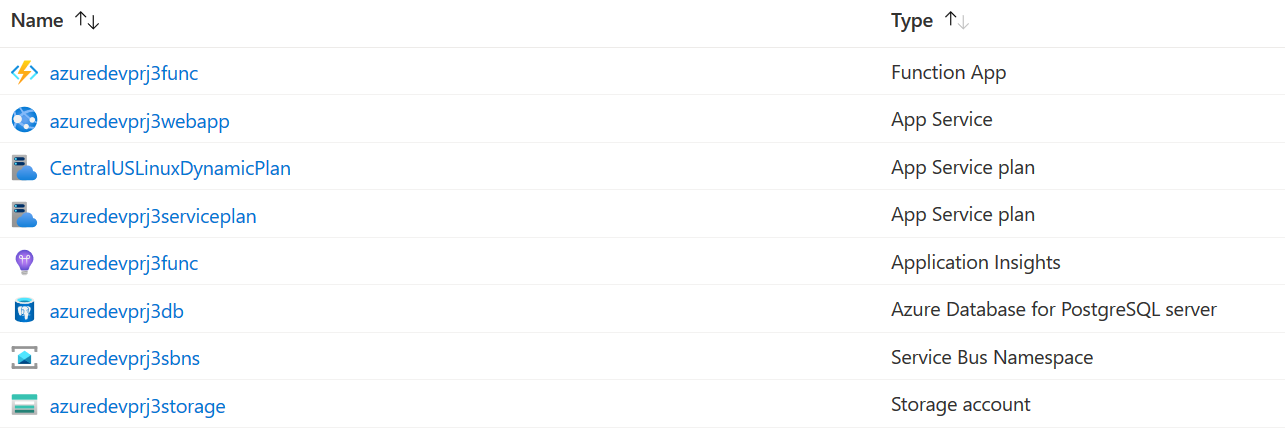 Name ↑↓ Type ↑↓
azuredevprj3func Function App
azuredevprj3webapp App Service
CentralUSLinuxDynamicPlan App Service plan
azuredevprj3serviceplan App Service plan
azuredevprj3func Application Insights
azuredevprj3db Azure Database for PostgreSQL server
azuredevprj3sbns Service Bus Namespace
azuredevprj3storage Storage account